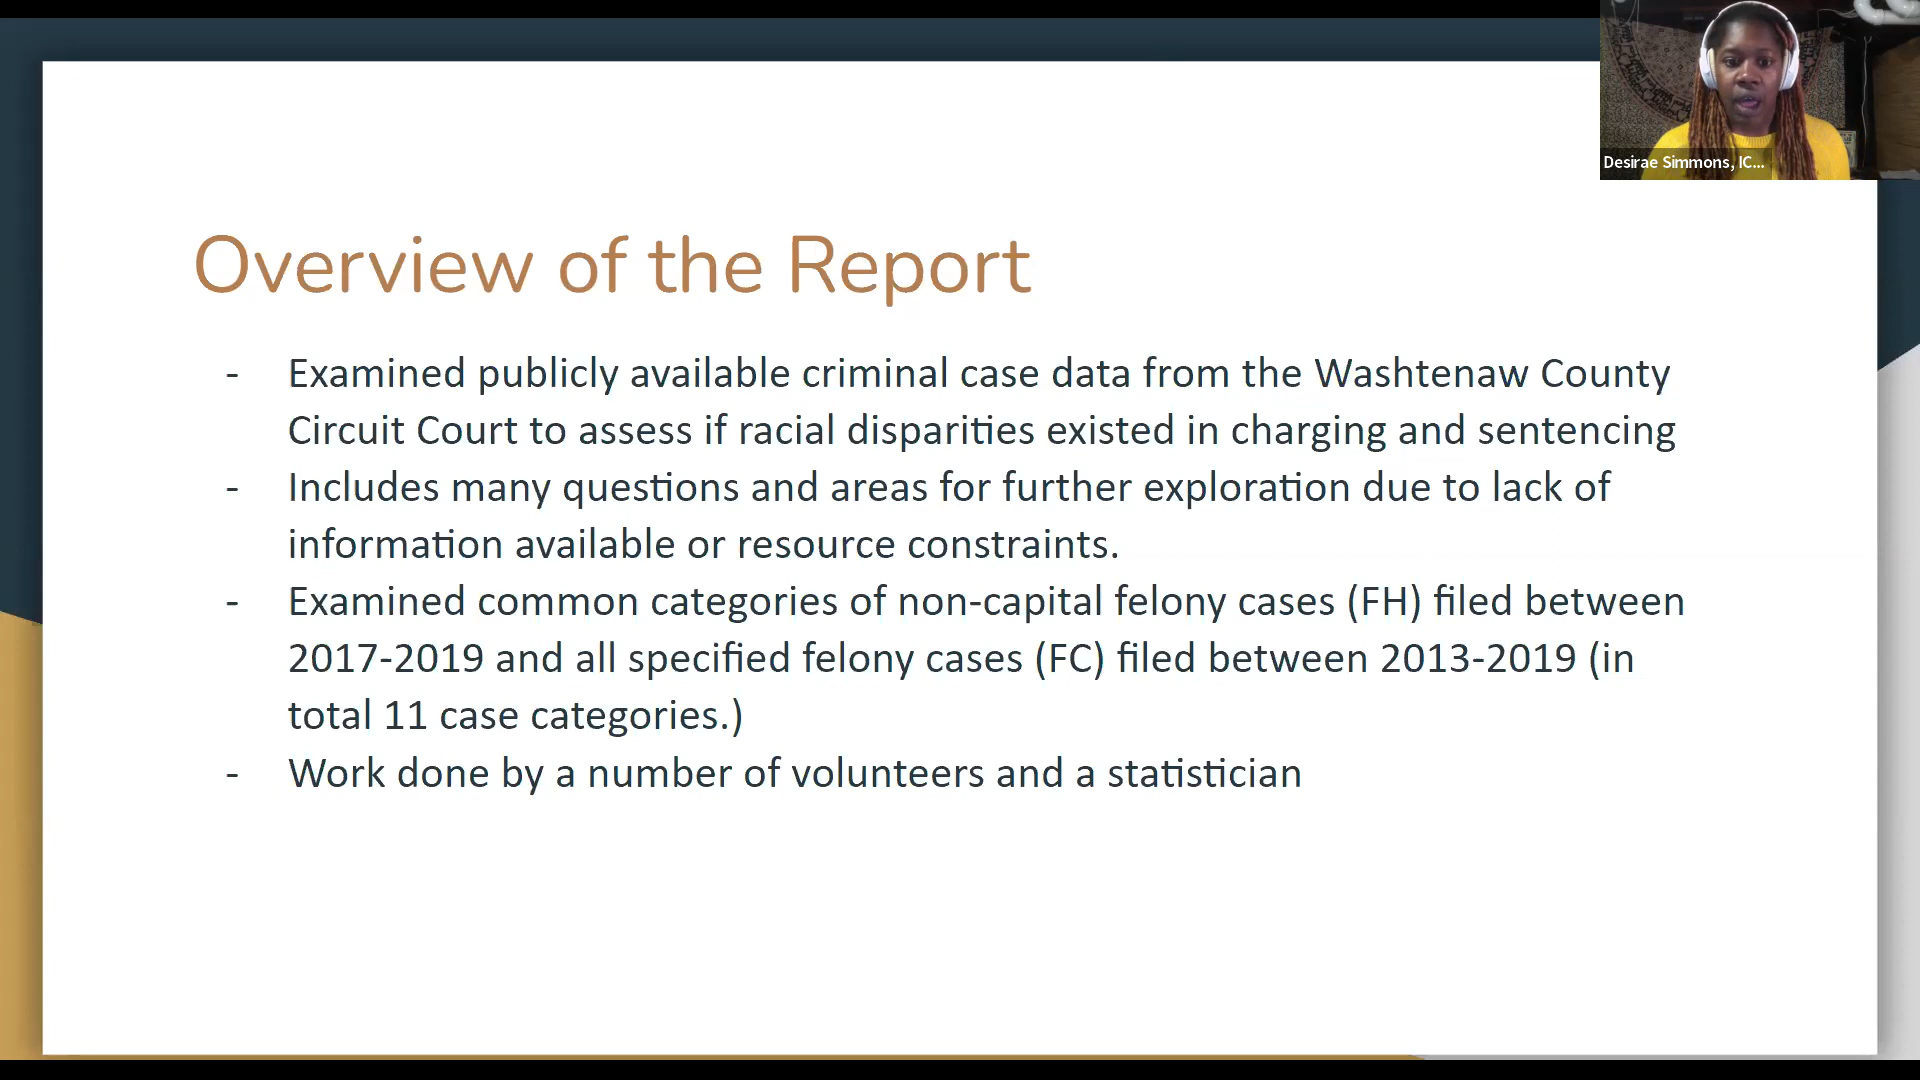 Desirae Simmons, IC...
Overview of the Report
- Examined publicly available criminal case data from the Washtenaw County
Circuit Court to assess if racial disparities existed in charging and sentencing
- Includes many questions and areas for further exploration due to lack of
information available or resource constraints.
- Examined common categories of non-capital felony cases (FH) filed between
2017-2019 and all specified felony cases (FC) filed between 2013-2019 (in
total 11 case categories.)
- Work done by a number of volunteers and a statistician